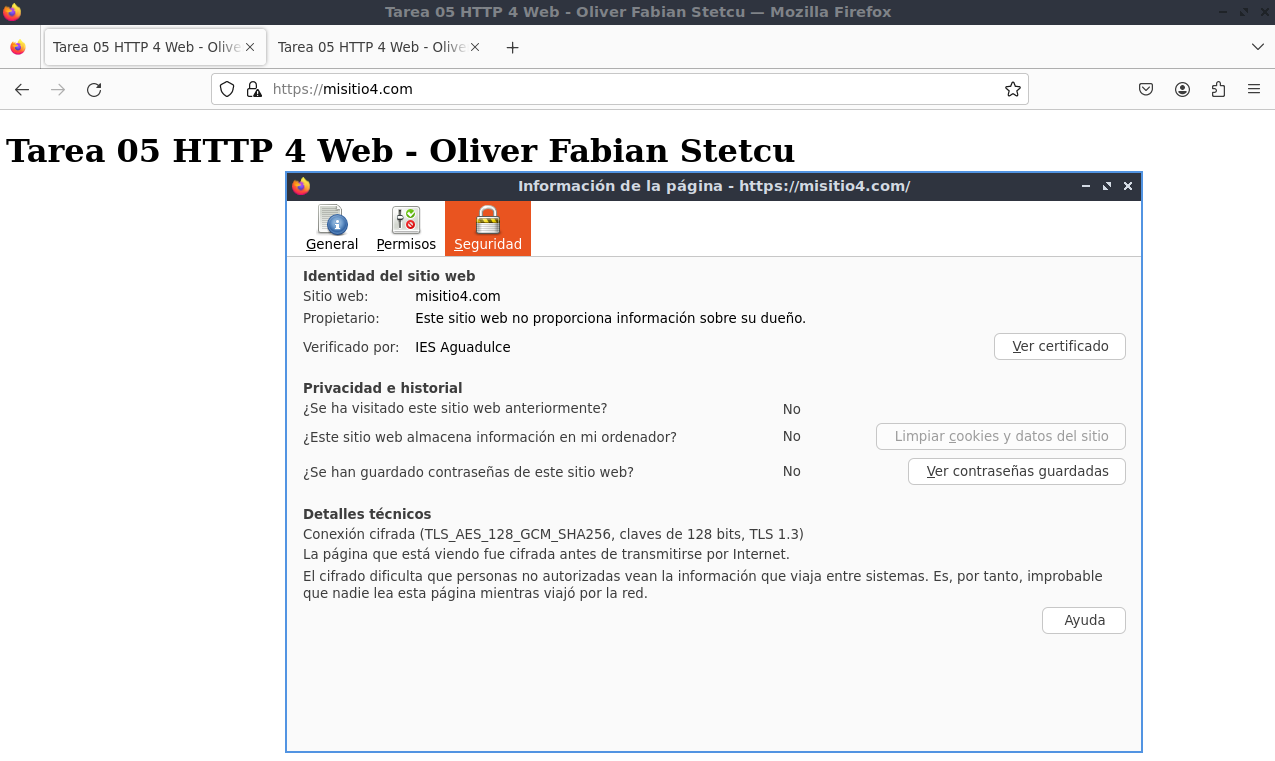 Tarea 05 HTTP 4 Web - Oliver Fabian Stetcu — Mozilla Firefox
Tarea 05 HTTP 4 Web - Olive
Tarea 05 HTTP 4 Web - Olive
https://misitio4.com
Tarea 05 HTTP 4 Web - Oliver Fabian Stetcu
Información de la página - https://misitio4.com/
General Permisos Seguridad
Identidad del sitio web
Sitio web: misitio4.com
Propietario: Este sitio web no proporciona información sobre su dueño.
Verificado por: IES Aguadulce Ver certificado
Privacidad e historial
¿Se ha visitado este sitio web anteriormente? No
¿Este sitio web almacena información en mi ordenador? No Limpiar cookies y datos del sitio
¿Se han guardado contraseñas de este sitio web? No Ver contraseñas guardadas
Detalles técnicos
Conexión cifrada (TLS_AES_128_GCM_SHA256, claves de 128 bits, TLS 1.3)
La página que está viendo fue cifrada antes de transmitirse por Internet.
El cifrado dificulta que personas no autorizadas vean la información que viaja entre sistemas. Es, por tanto, improbable
que nadie lea esta página mientras viajó por la red.
Ayuda